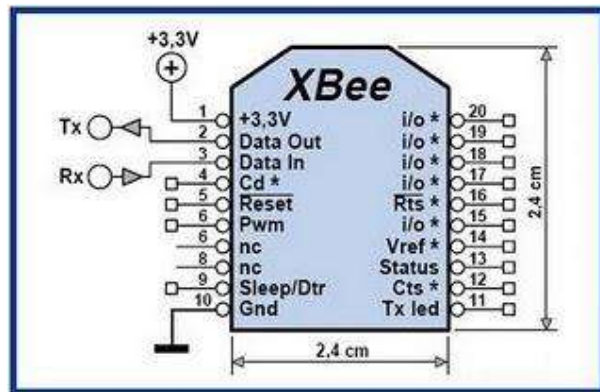 +3,3V
XBee
1 +3,3V i/o * 20
Tx 2 Data Out i/o * 19
3 Data In i/o * 18
Rx 4 Cd * i/o * 17
5 Reset Rts * 16
6 Pwm i/o * 15
6 nc Vref * 14
8 nc Status 13
9 Sleep/Dtr Cts * 12
10 Gnd Tx led 11
2,4 cm
2,4 cm